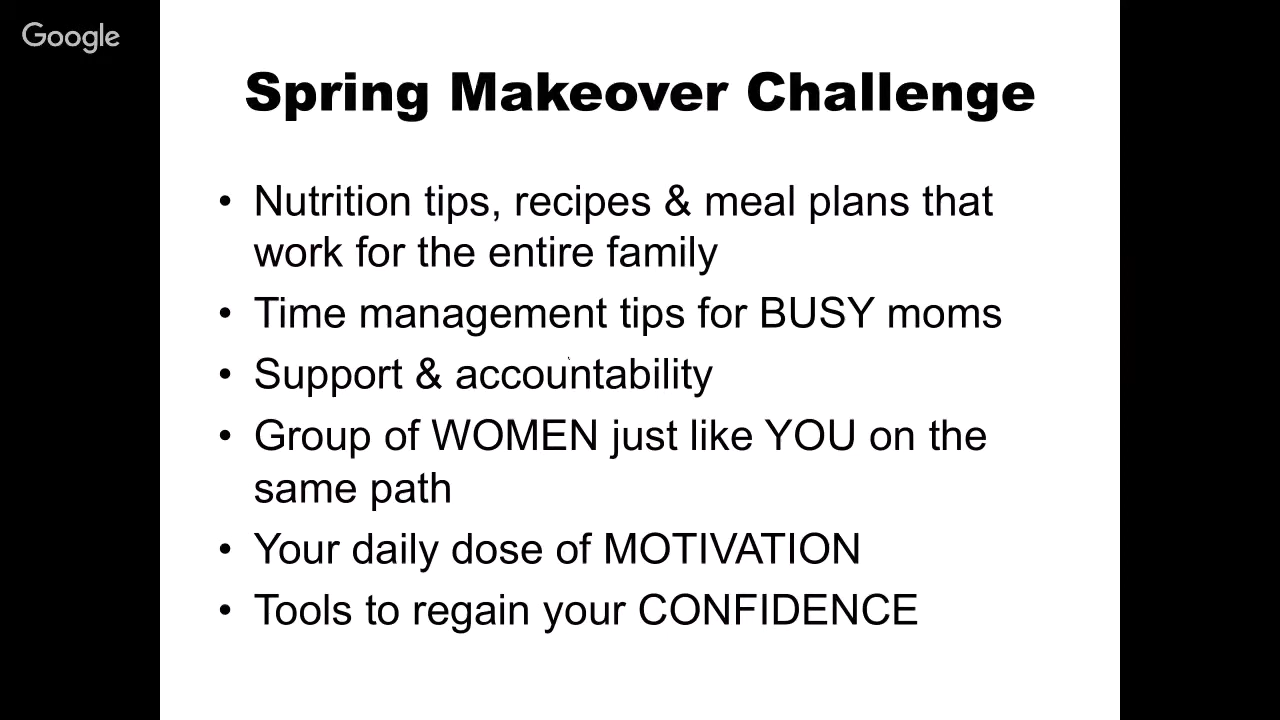 Google
Spring Makeover Challenge
• Nutrition tips, recipes & meal plans that
work for the entire family
• Time management tips for BUSY moms
• Support & accountability
• Group of WOMEN just like YOU on the
same path
• Your daily dose of MOTIVATION
• Tools to regain your CONFIDENCE